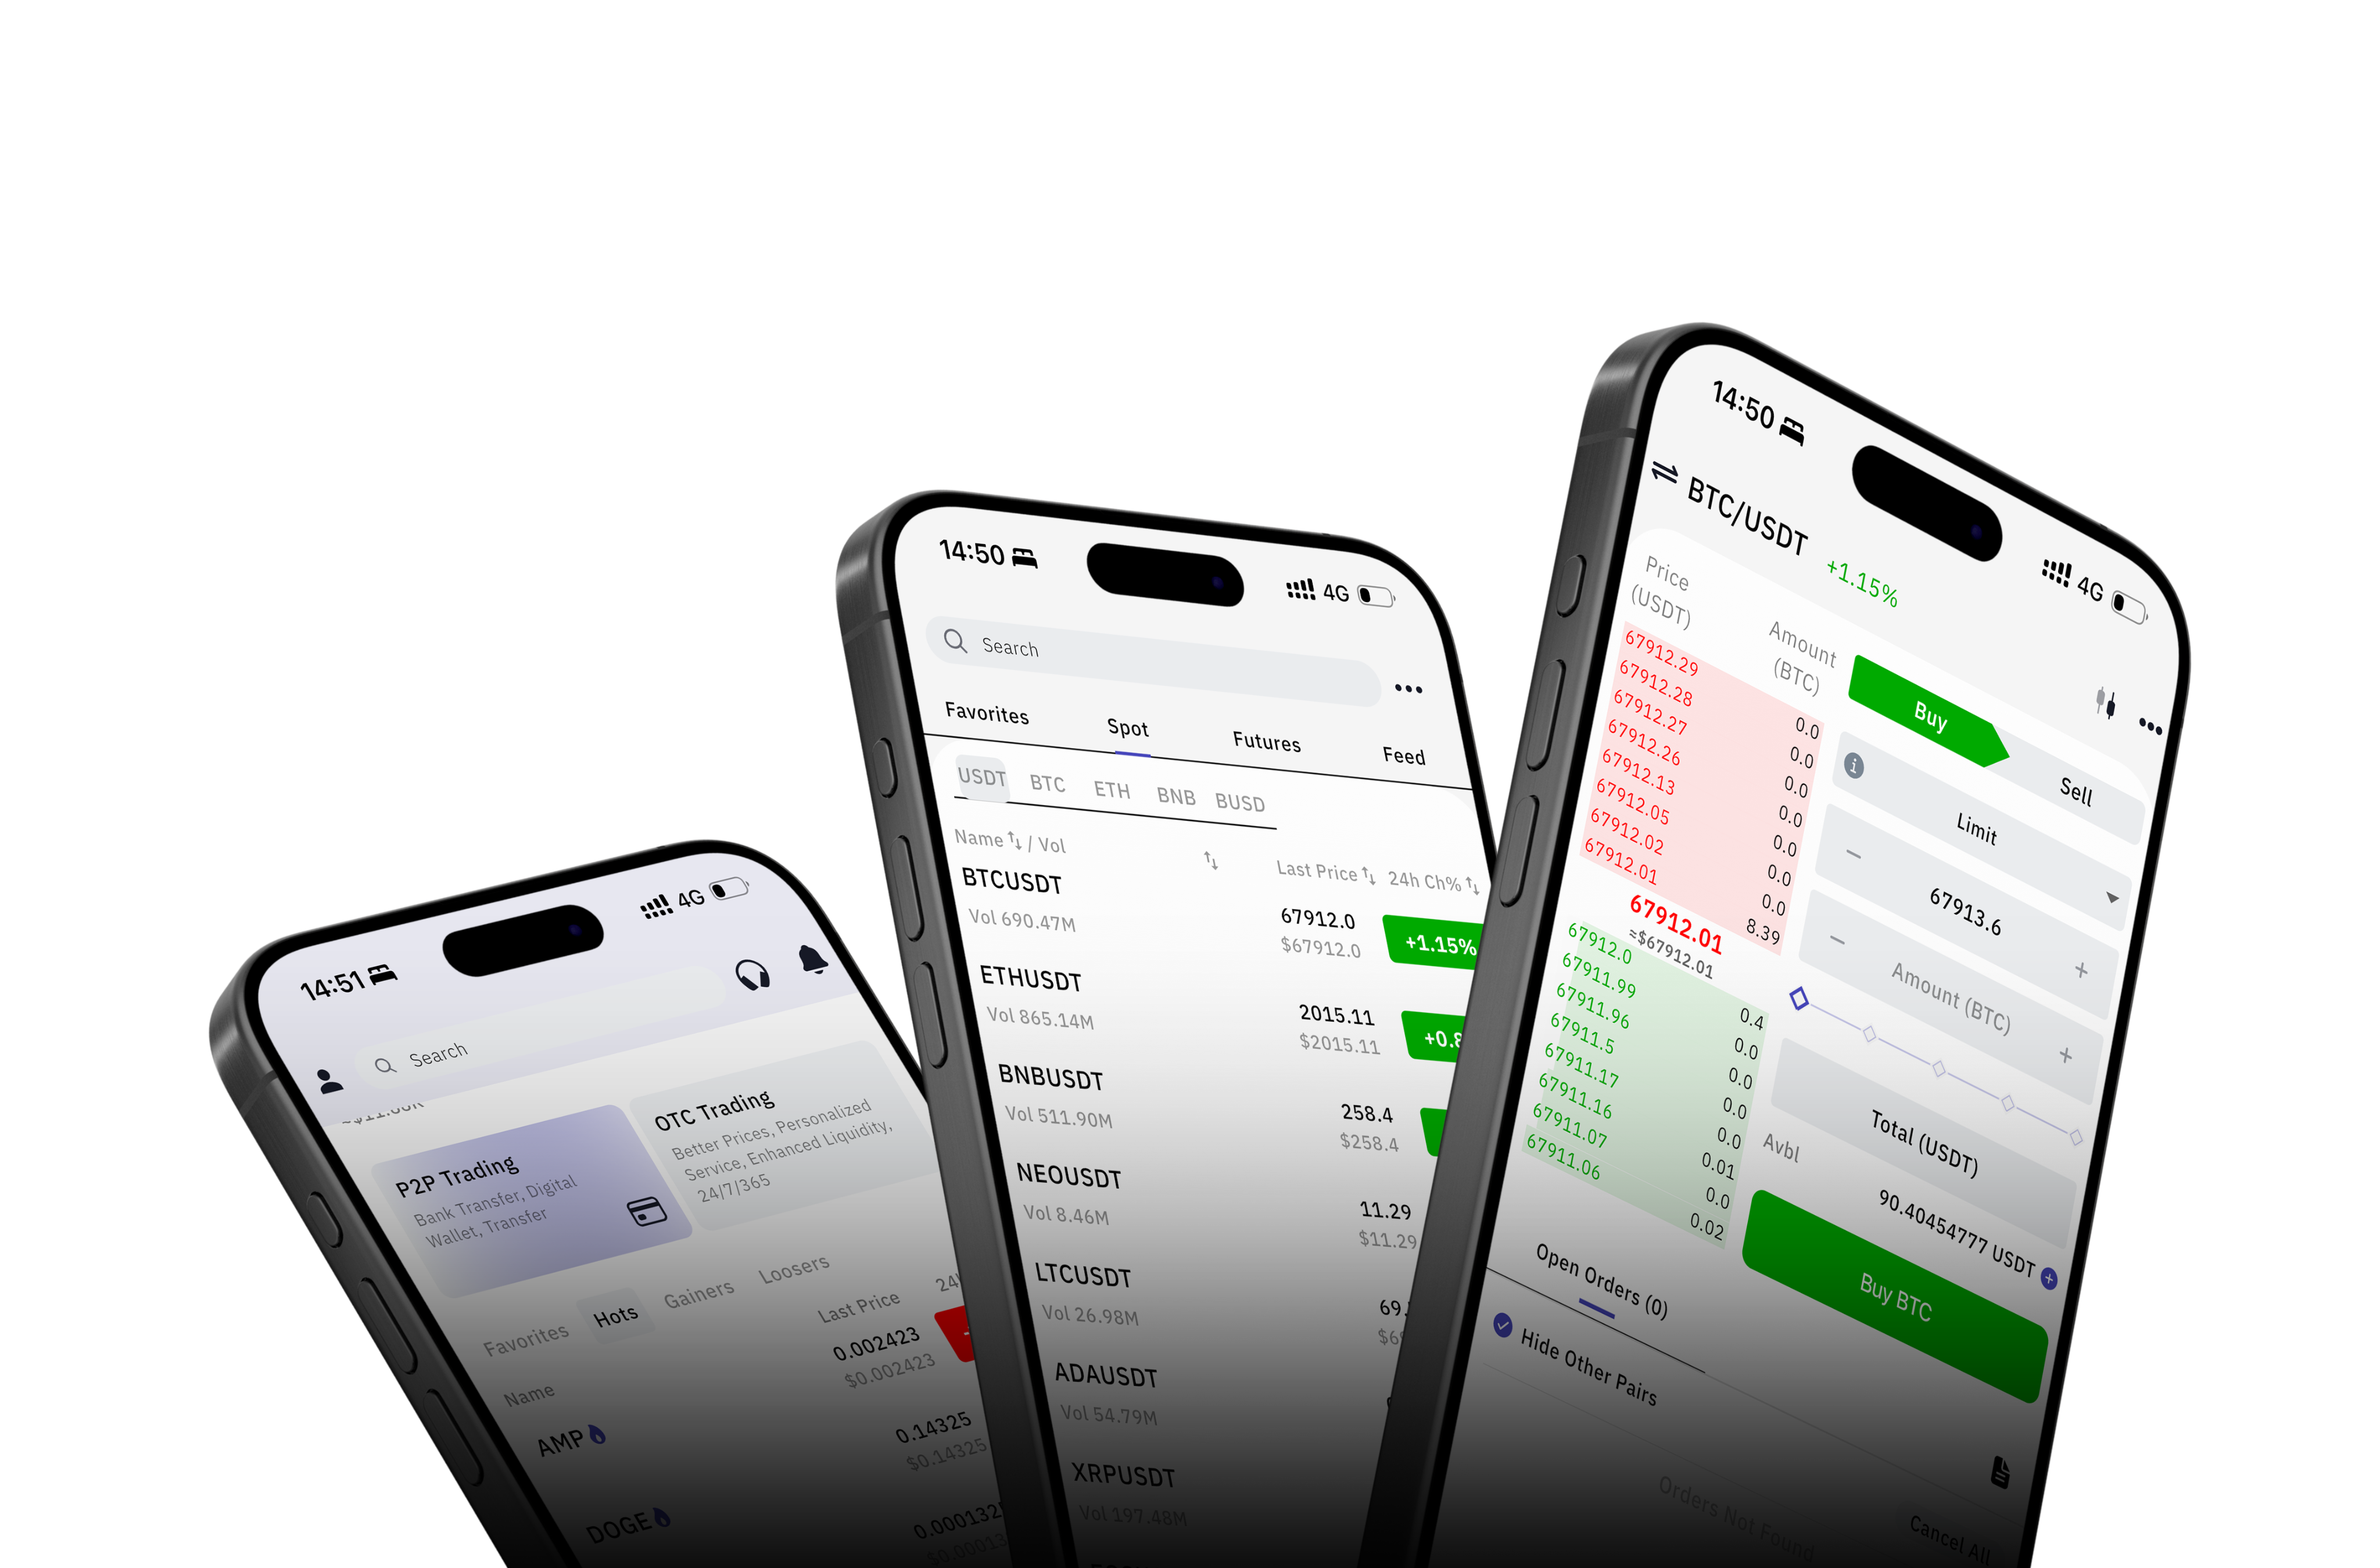 14:51
4G
Search
P2P Trading
Bank Transfer, Digital
Wallet, Transfer
OTC Trading
Better Prices, Personalized
Service, Enhanced Liquidity,
24/7/365
Favorites Hots Gainers Loosers
Name Last Price
AMP 0.002423
$0.002423
DOGE 0.14325
$0.14325
14:50
4G
Search
Favorites Spot Futures Feed
USDT BTC ETH BNB BUSD
Name / Vol Last Price 24h Ch%
BTCUSDT 67912.0 +1.15%
Vol 690.47M $67912.0
ETHUSDT 2015.11
Vol 865.14M $2015.11
BNBUSDT 258.4
Vol 511.90M $258.4
NEOUSDT 11.29
Vol 8.46M $11.29
LTCUSDT
Vol 26.98M
ADAUSDT
Vol 54.79M
XRPUSDT
Vol 197.48M
14:50
4G
BTC/USDT +1.15%
Price
(USDT)
Amount
(BTC)
67912.29 0.0
67912.28 0.0
67912.27 0.0
67912.26 0.0
67912.13 0.0
67912.05 0.0
67912.02 0.0
67912.01 8.39
67912.01
≈$67912.01
67912.0 0.4
67911.99 0.0
67911.96 0.0
67911.5 0.0
67911.17 0.0
67911.16 0.01
67911.07 0.0
67911.06 0.02
Buy Sell
Limit
− 67913.6 +
− Amount (BTC) +
Total (USDT)
Avbl
90.40454777 USDT
Buy BTC
Open Orders (0)
Hide Other Pairs
Cancel All
Orders Not Found